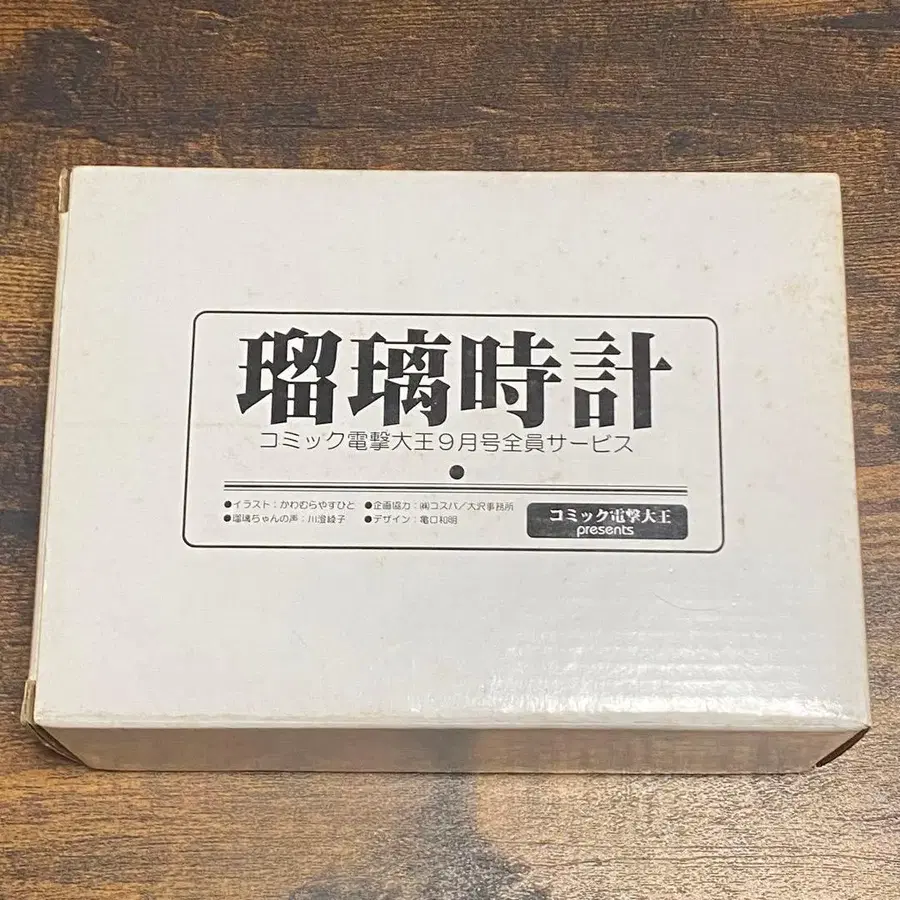 瑠璃時計
コミック電撃大王9月号全員サービス
●イラスト：かわむらやすひと ●企画協力：㈱コスパ／大沢事務所
●瑠璃ちゃんの声：川澄綾子 ●デザイン：亀口和明
コミック電撃大王
presents